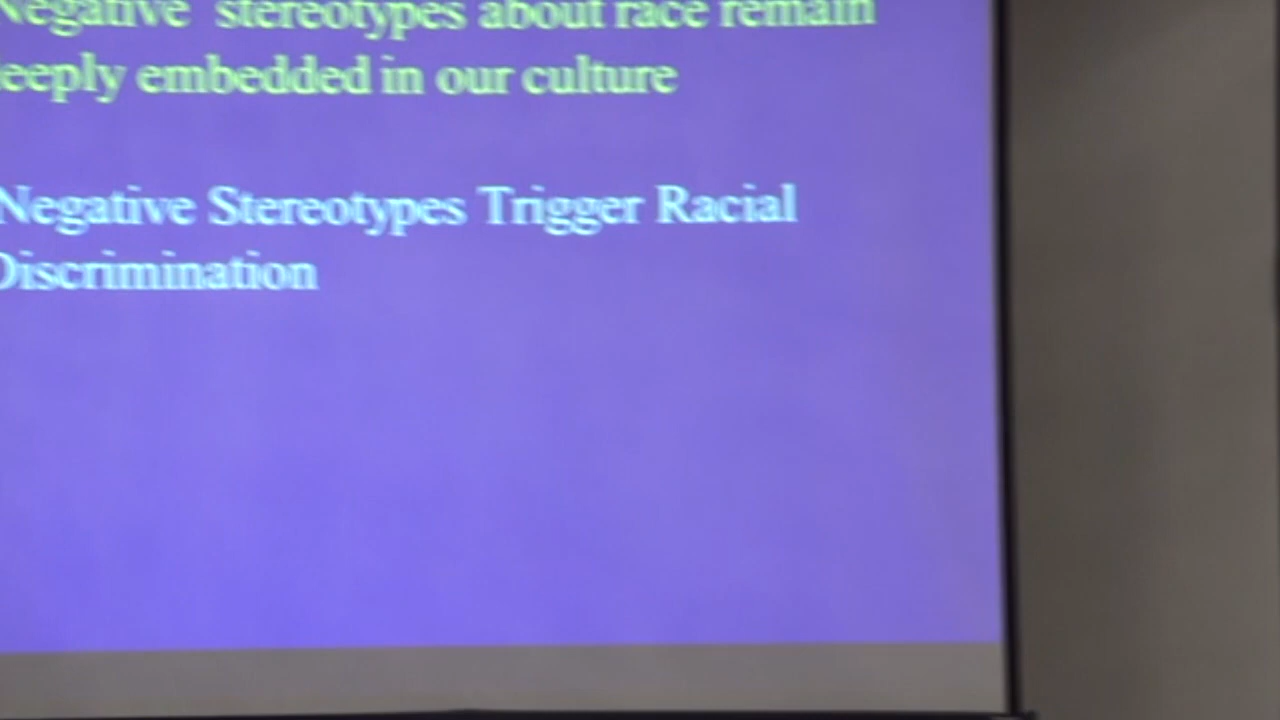 Negative stereotypes about race remain
deeply embedded in our culture
Negative Stereotypes Trigger Racial
Discrimination